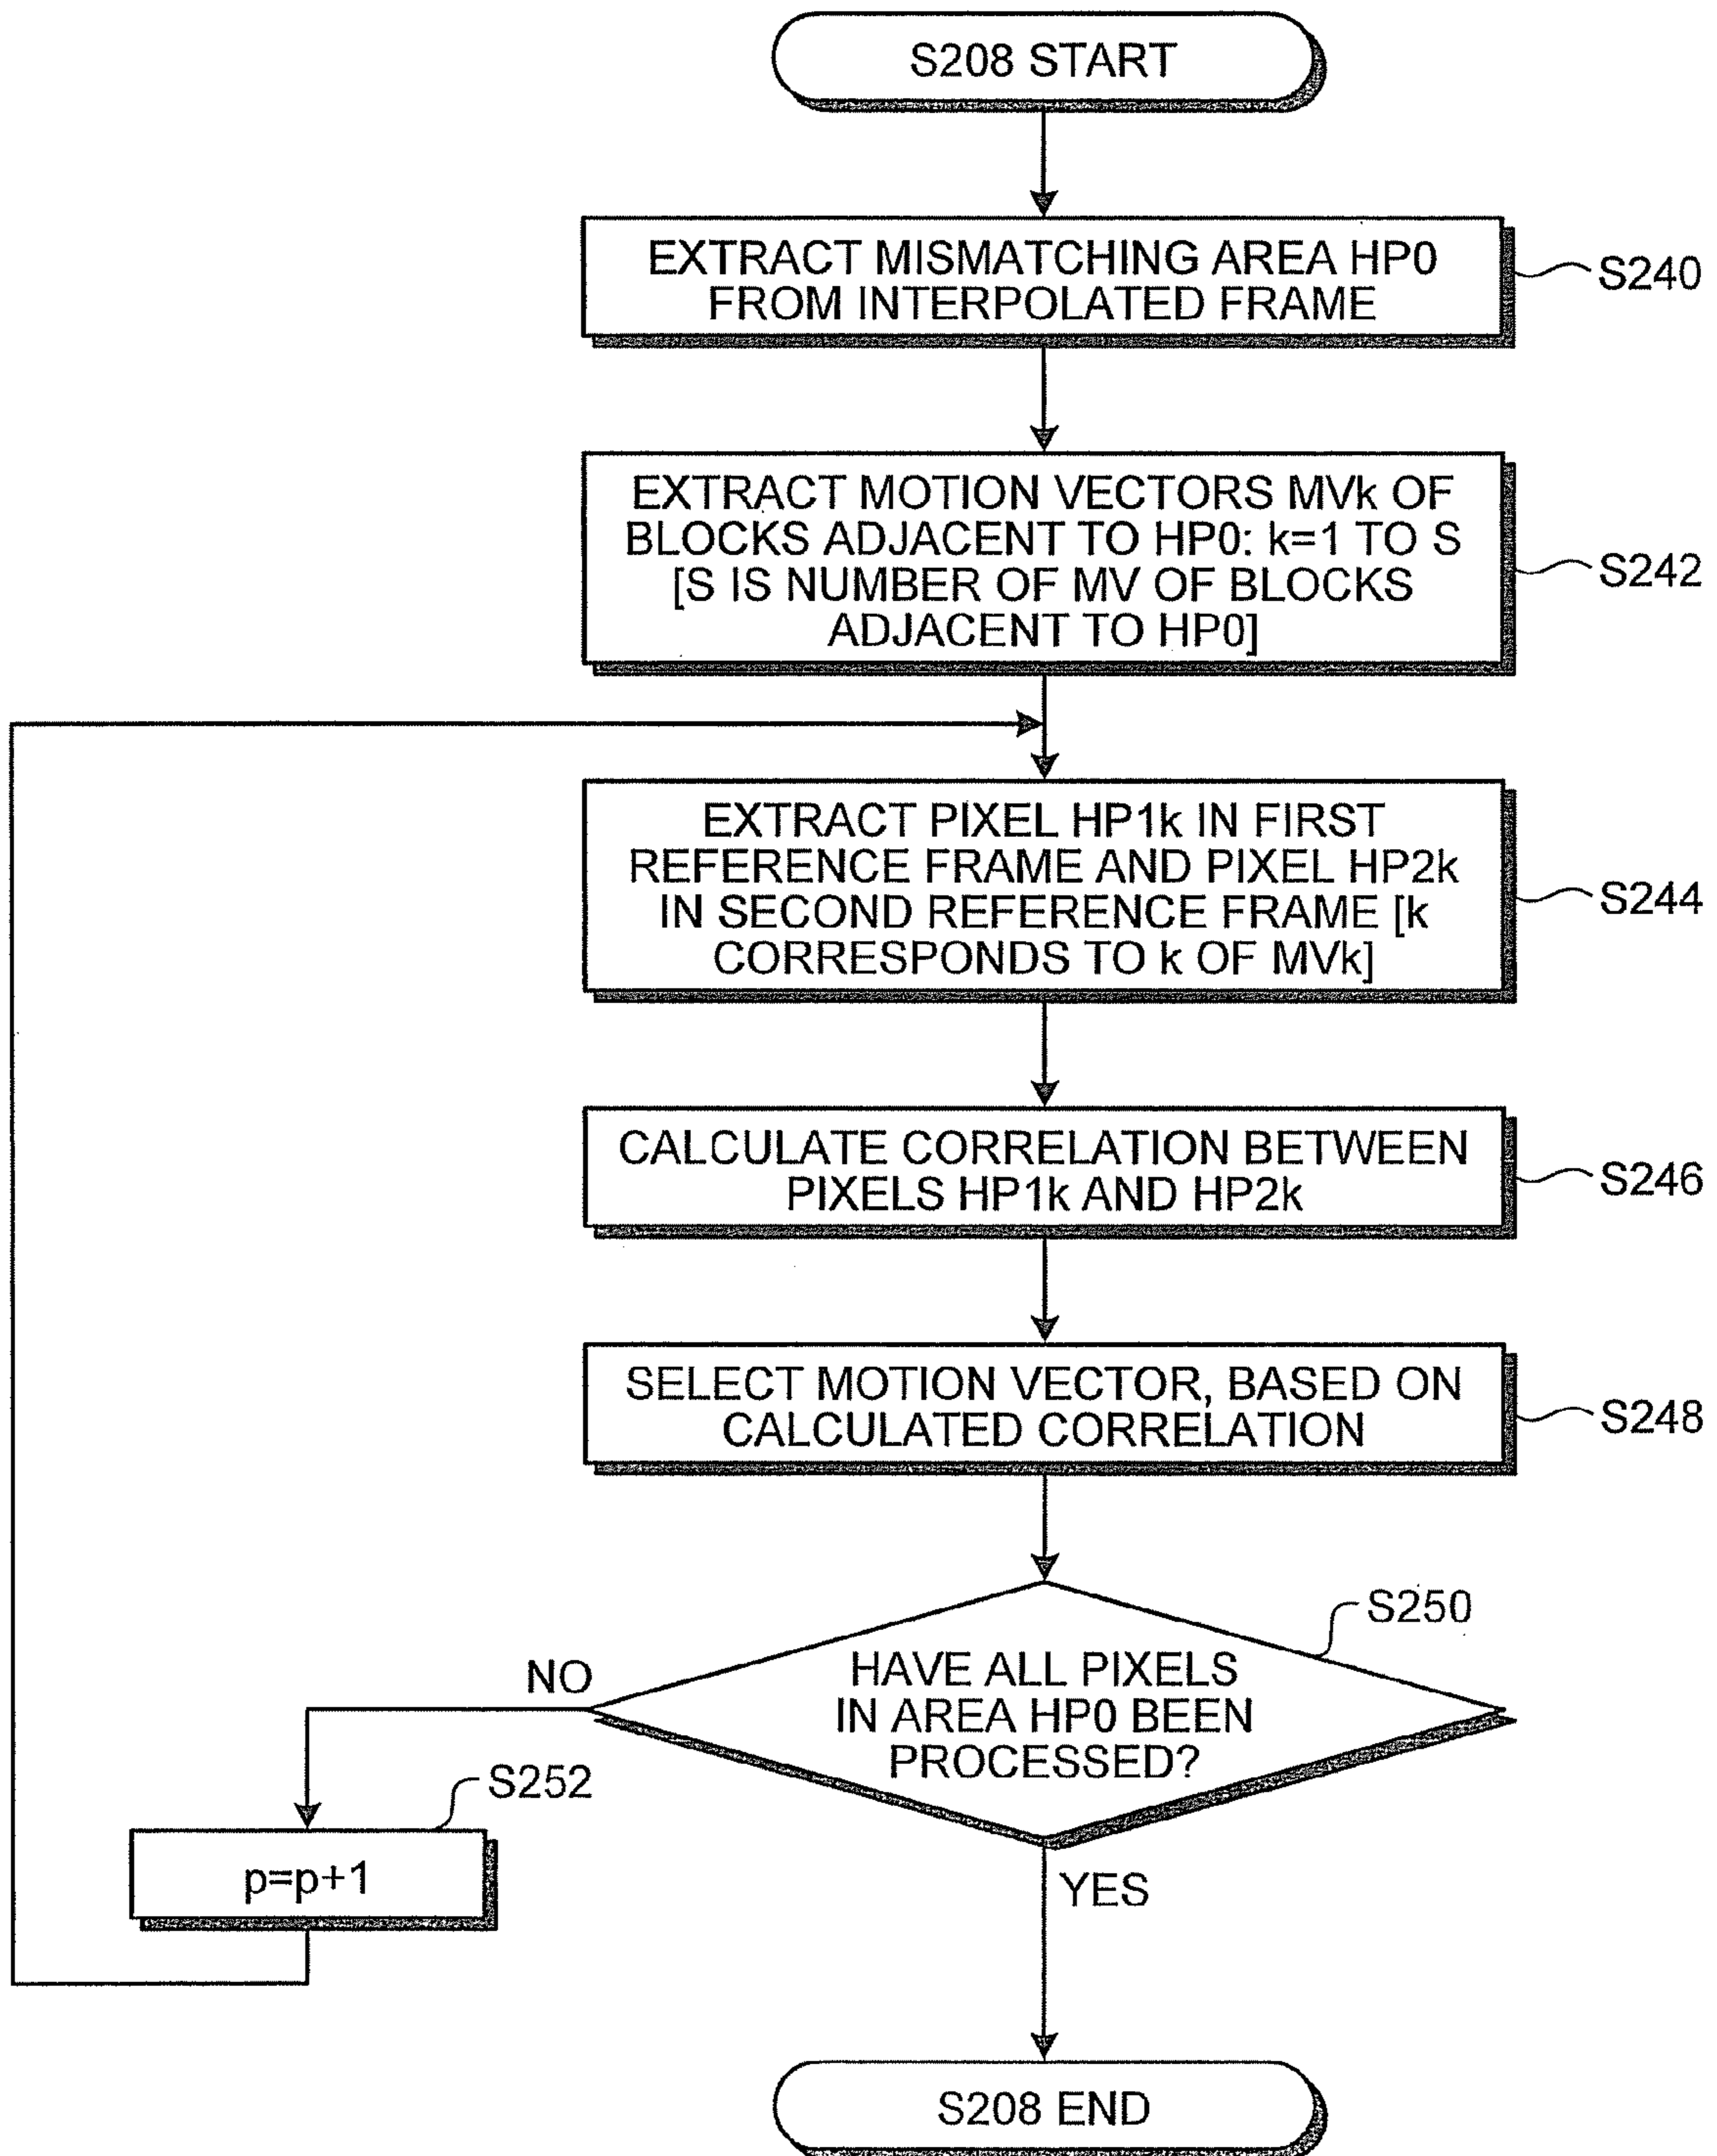 S208 START
EXTRACT MISMATCHING AREA HP0
FROM INTERPOLATED FRAME
S240
EXTRACT MOTION VECTORS MVk OF
BLOCKS ADJACENT TO HP0: k=1 TO S
[S IS NUMBER OF MV OF BLOCKS
ADJACENT TO HP0]
S242
EXTRACT PIXEL HP1k IN FIRST
REFERENCE FRAME AND PIXEL HP2k
IN SECOND REFERENCE FRAME [k
CORRESPONDS TO k OF MVk]
S244
CALCULATE CORRELATION BETWEEN
PIXELS HP1k AND HP2k
S246
SELECT MOTION VECTOR, BASED ON
CALCULATED CORRELATION
S248
S250
HAVE ALL PIXELS
IN AREA HP0 BEEN
PROCESSED?
NO
S252
p=p+1
YES
S208 END